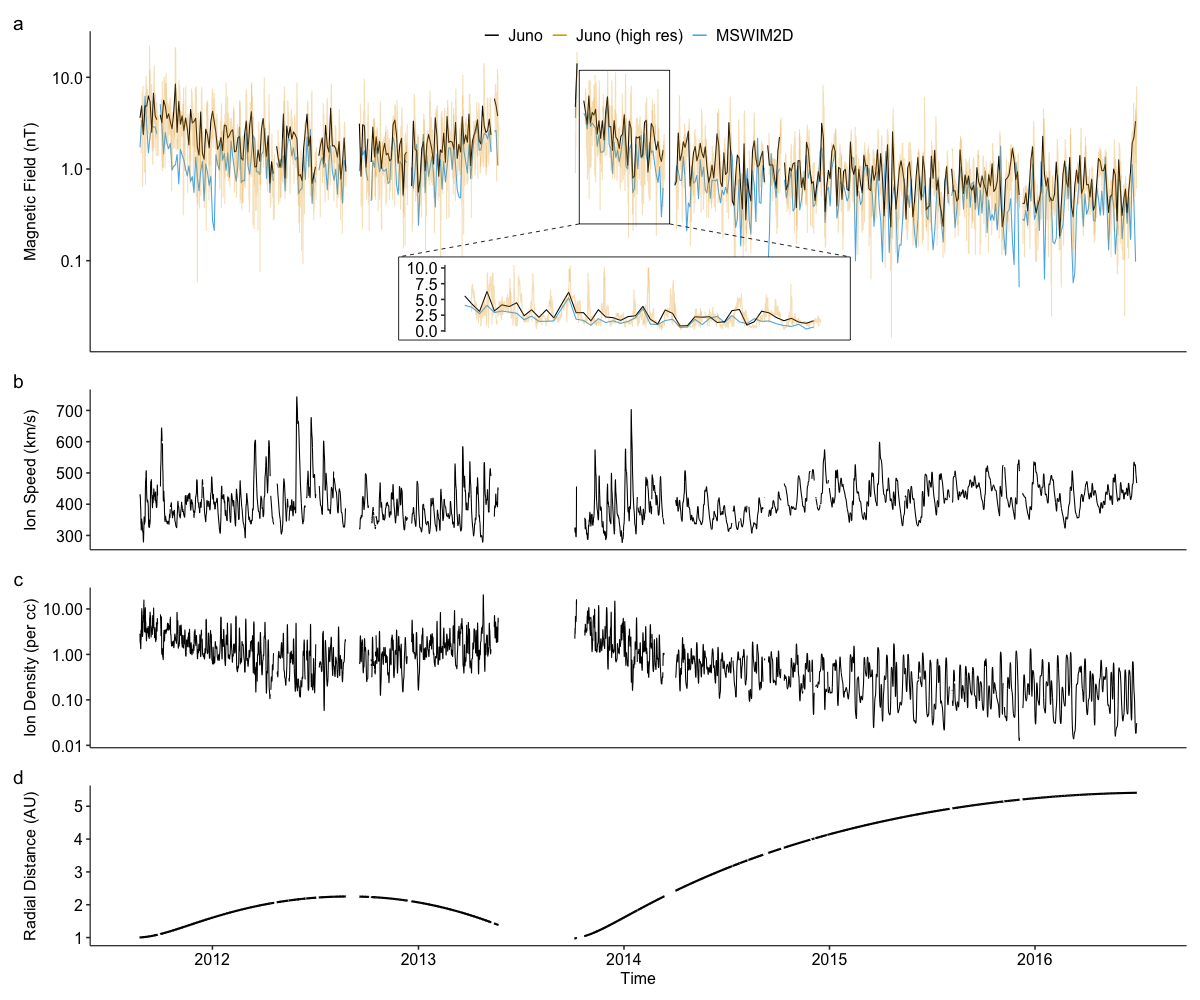 a
Juno Juno (high res) MSWIM2D
Magnetic Field (nT)
10.0
1.0
0.1
10.0
7.5
5.0
2.5
0.0
b
Ion Speed (km/s)
700
600
500
400
300
c
Ion Density (per cc)
10.00
1.00
0.10
0.01
d
Radial Distance (AU)
5
4
3
2
1
2012 2013 2014 2015 2016
Time